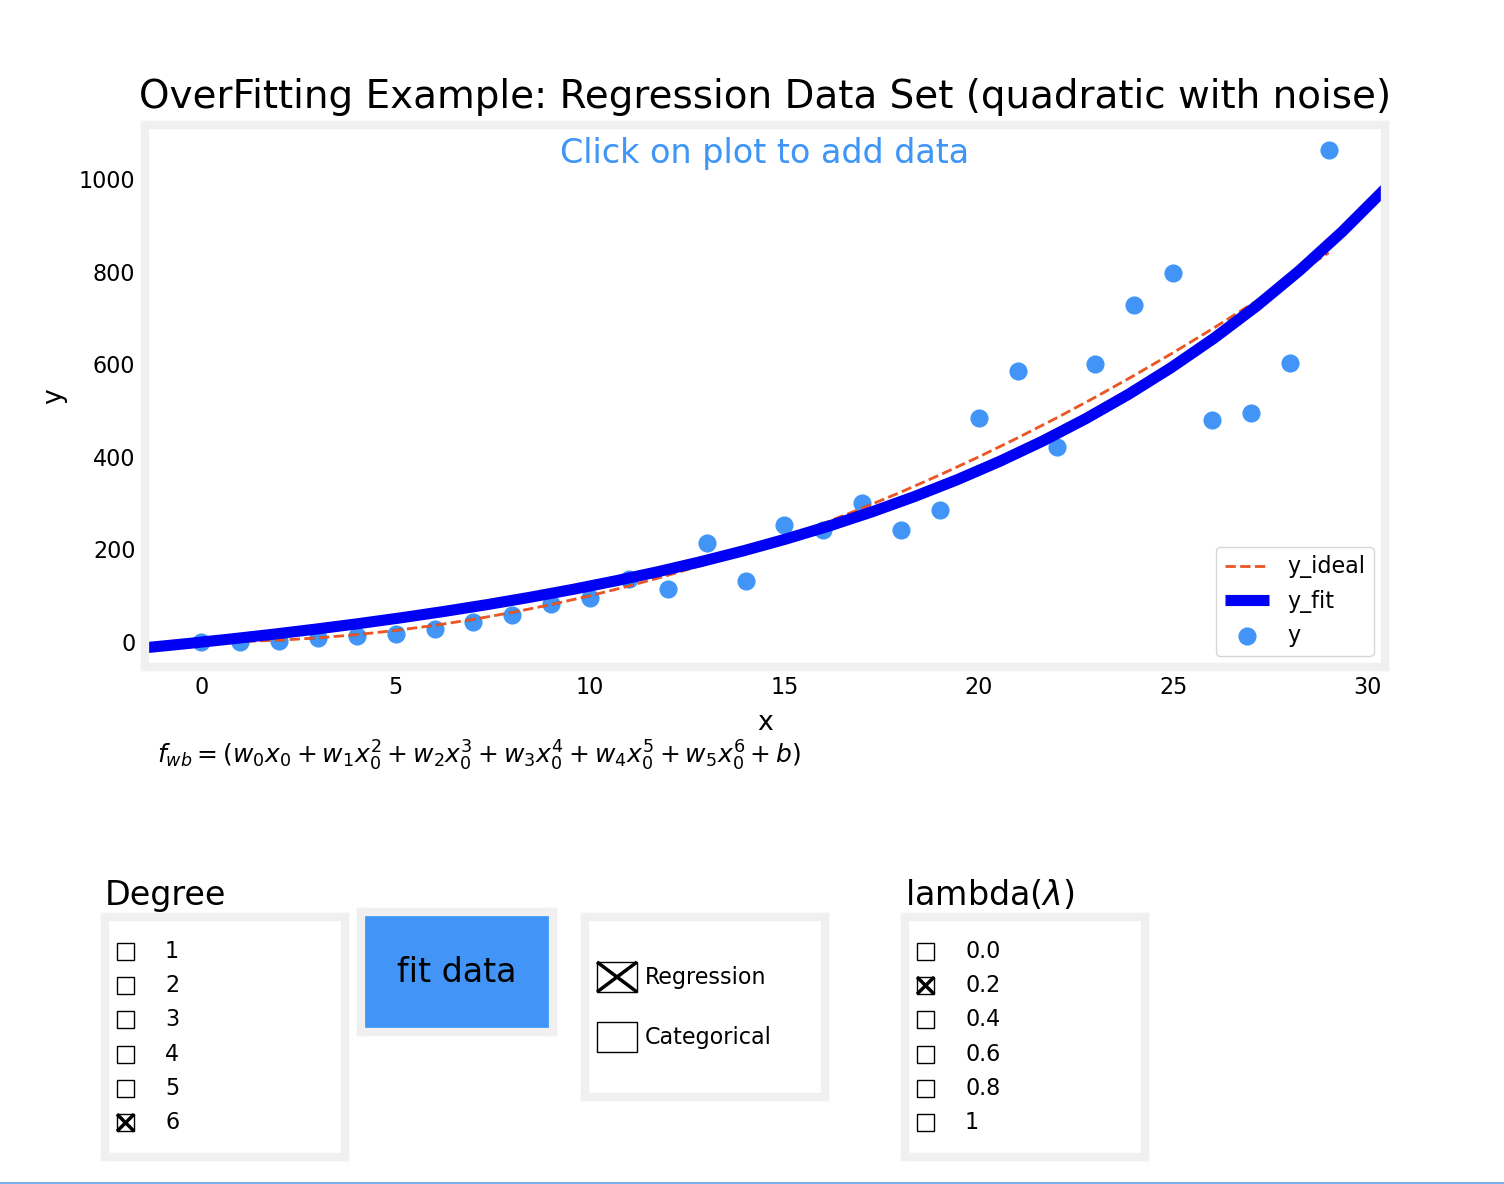 OverFitting Example: Regression Data Set (quadratic with noise)
Click on plot to add data
1000
800
600
400
200
0
y
y_ideal
y_fit
y
0 5 10 15 20 25 30
x
f_{wb} = (w_0x_0 + w_1x_0^2 + w_2x_0^3 + w_3x_0^4 + w_4x_0^5 + w_5x_0^6 + b)
Degree
1
2
3
4
5
6
fit data
Regression
Categorical
lambda(λ)
0.0
0.2
0.4
0.6
0.8
1